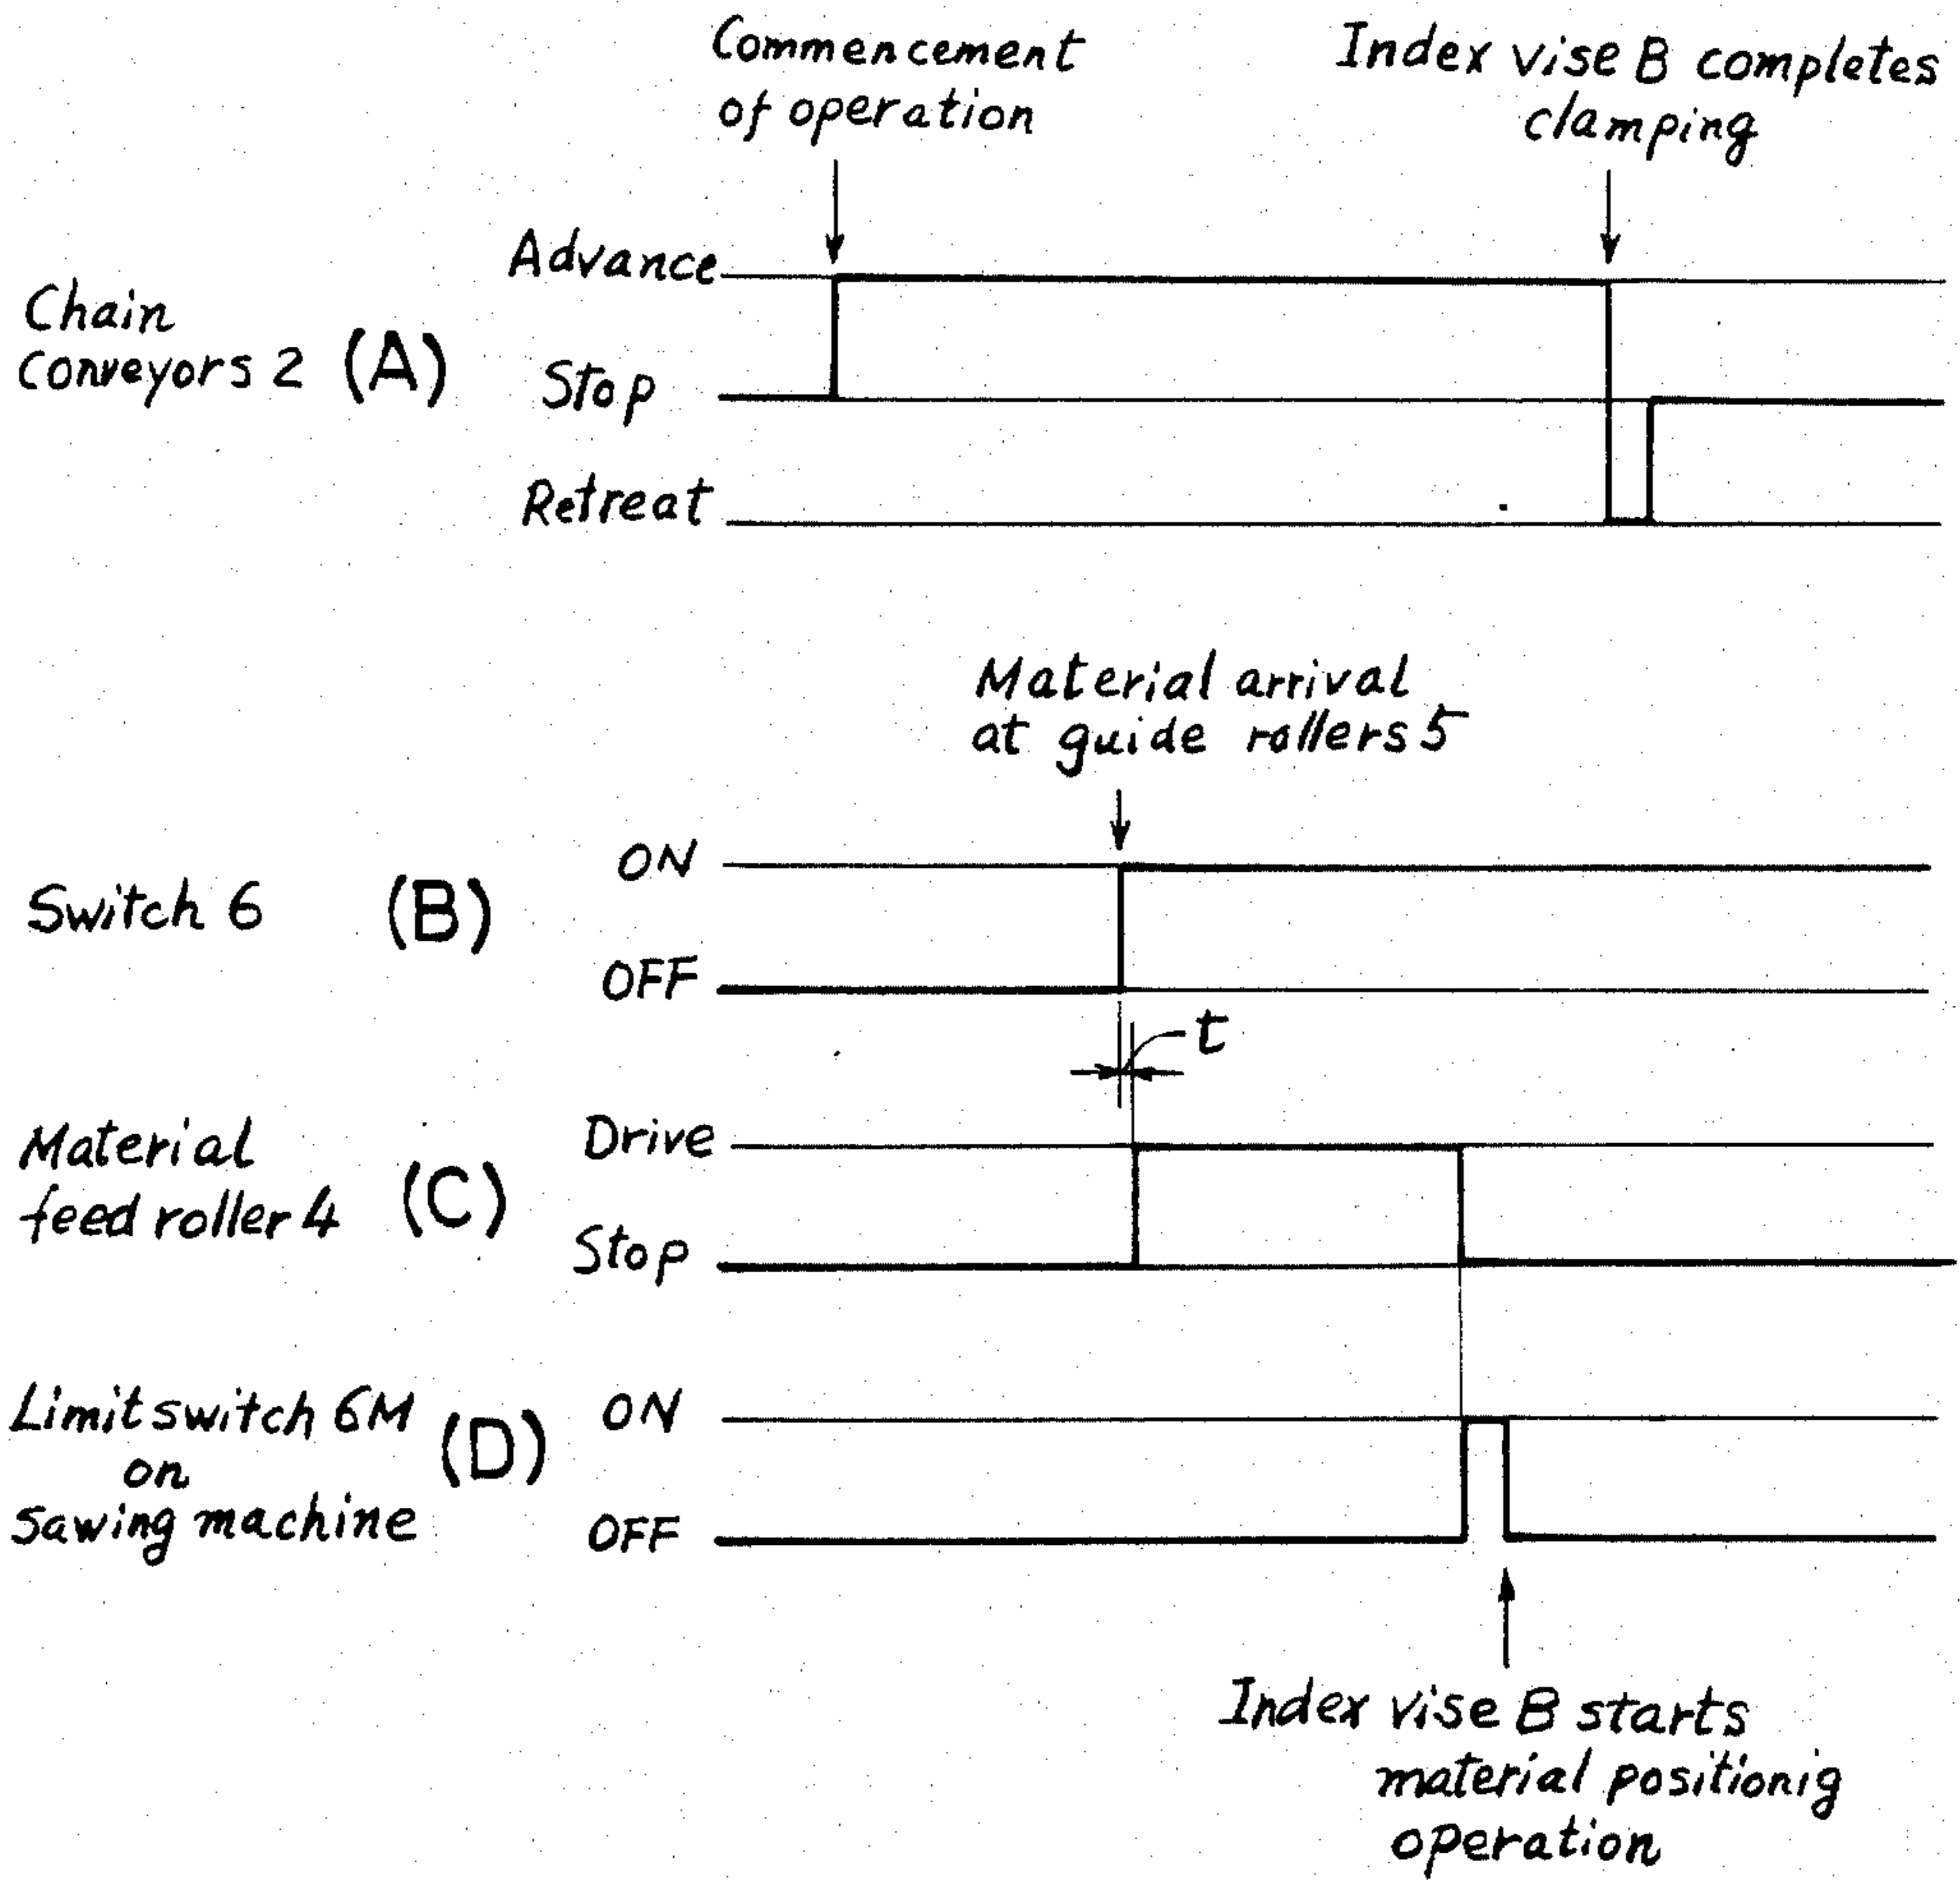 Commencement
of operation
Index vise B completes
clamping
Advance
Chain
conveyors 2 (A)
Stop
Retreat
Material arrival
at guide rollers 5
ON
Switch 6 (B)
OFF
t
Drive
Material
feed roller 4 (C)
Stop
Limit switch 6M
on
sawing machine
(D)
ON
OFF
Index vise B starts
material positionig
operation